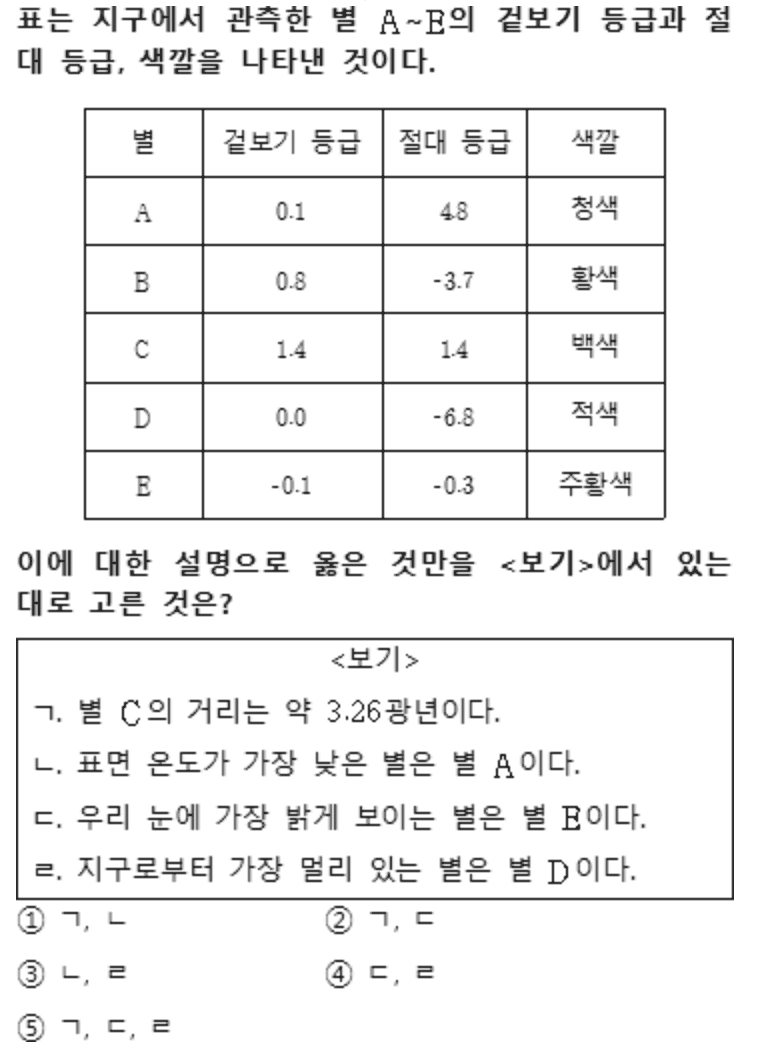 표는 지구에서 관측한 별 A~E의 겉보기 등급과 절
대 등급, 색깔을 나타낸 것이다.
별 겉보기 등급 절대 등급 색깔
A 0.1 4.8 청색
B 0.8 -3.7 황색
C 1.4 1.4 백색
D 0.0 -6.8 적색
E -0.1 -0.3 주황색
이에 대한 설명으로 옳은 것만을 <보기>에서 있는
대로 고른 것은?
<보기>
ㄱ. 별 C의 거리는 약 3.26광년이다.
ㄴ. 표면 온도가 가장 낮은 별은 별 A이다.
ㄷ. 우리 눈에 가장 밝게 보이는 별은 별 E이다.
ㄹ. 지구로부터 가장 멀리 있는 별은 별 D이다.
① ㄱ, ㄴ ② ㄱ, ㄷ
③ ㄴ, ㄹ ④ ㄷ, ㄹ
⑤ ㄱ, ㄷ, ㄹ